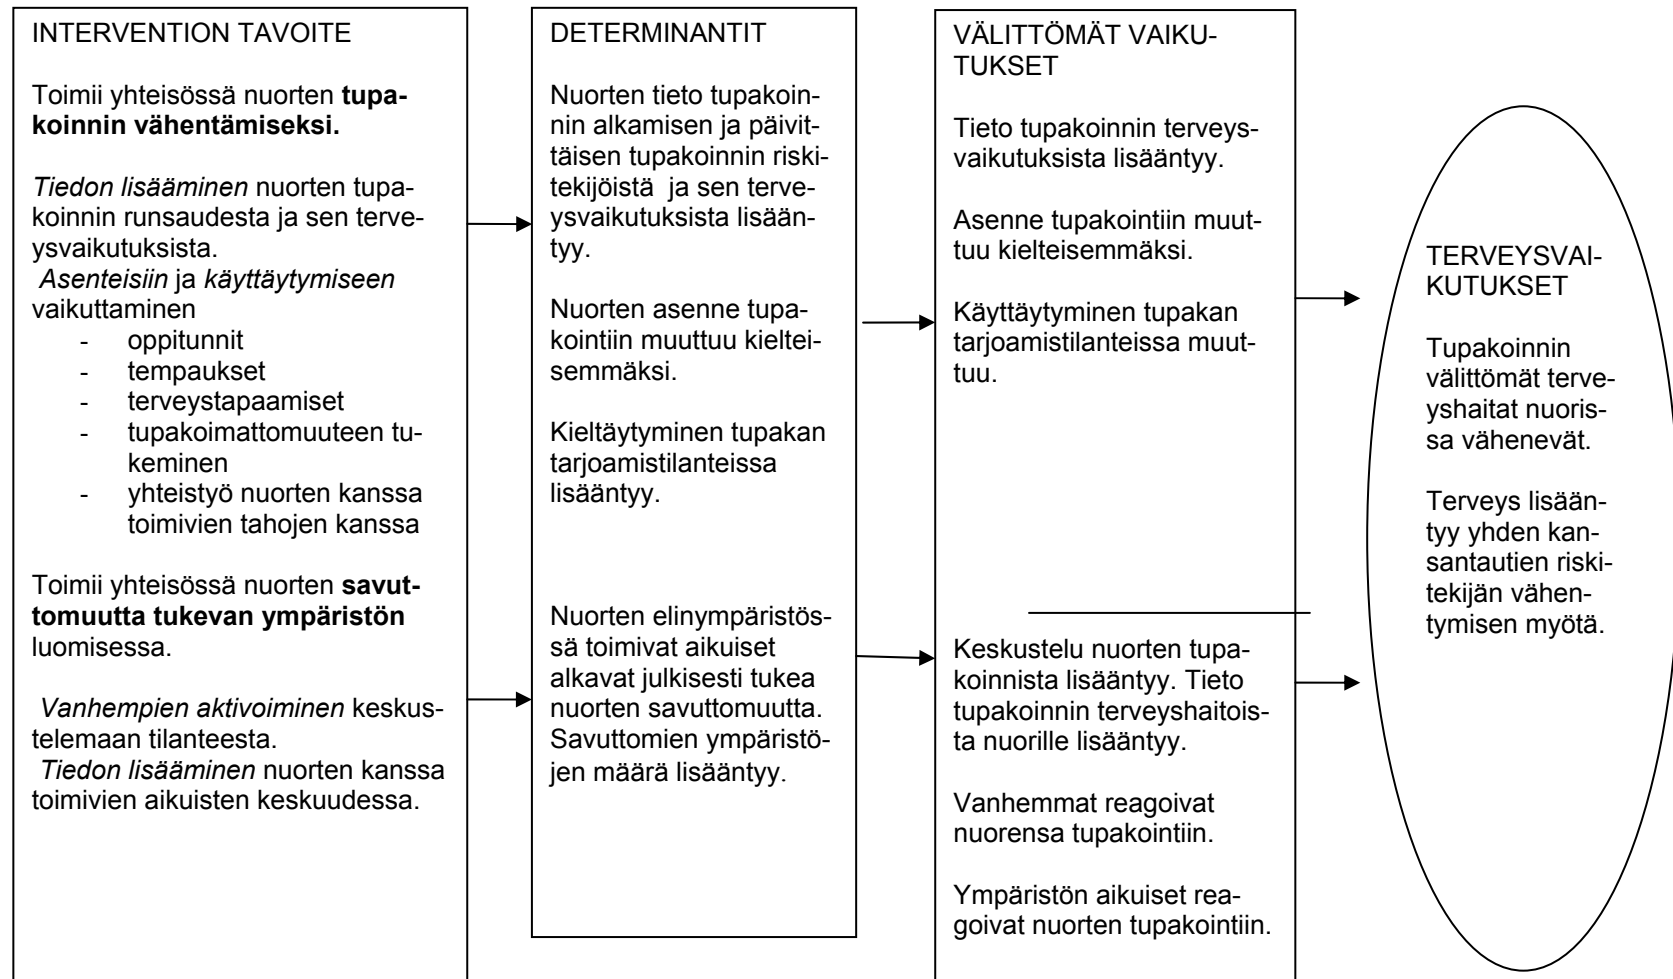 INTERVENTION TAVOITE
Toimii yhteisössä nuorten tupa-
koinnin vähentämiseksi.
Tiedon lisääminen nuorten tupa-
koinnin runsaudesta ja sen terve-
ysvaikutuksista.
Asenteisiin ja käyttäytymiseen
vaikuttaminen
- oppitunnit
- tempaukset
- terveystapaamiset
- tupakoimattomuuteen tu-
keminen
- yhteistyö nuorten kanssa
toimivien tahojen kanssa
Toimii yhteisössä nuorten savut-
tomuutta tukevan ympäristön
luomisessa.
Vanhempien aktivoiminen keskus-
telemaan tilanteesta.
Tiedon lisääminen nuorten kanssa
toimivien aikuisten keskuudessa.
DETERMINANTIT
Nuorten tieto tupakoin-
nin alkamisen ja päivit-
täisen tupakoinnin riski-
tekijöistä ja sen terve-
ysvaikutuksista lisään-
tyy.
Nuorten asenne tupa-
kointiin muuttuu kieltei-
semmäksi.
Kieltäytyminen tupakan
tarjoamistilanteissa
lisääntyy.
Nuorten elinympäristös-
sä toimivat aikuiset
alkavat julkisesti tukea
nuorten savuttomuutta.
Savuttomien ympäristö-
jen määrä lisääntyy.
VÄLITTÖMÄT VAIKU-
TUKSET
Tieto tupakoinnin terveys-
vaikutuksista lisääntyy.
Asenne tupakointiin muut-
tuu kielteisemmäksi.
Käyttäytyminen tupakan
tarjoamistilanteissa muut-
tuu.
Keskustelu nuorten tupa-
koinnista lisääntyy. Tieto
tupakoinnin terveyshaitois-
ta nuorille lisääntyy.
Vanhemmat reagoivat
nuorensa tupakointiin.
Ympäristön aikuiset rea-
goivat nuorten tupakointiin.
TERVEYSVAI-
KUTUKSET
Tupakoinnin
välittömät terve-
yshaitat nuoris-
sa vähenevät.
Terveys lisään-
tyy yhden kan-
santautien riski-
tekijän vähen-
tymisen myötä.